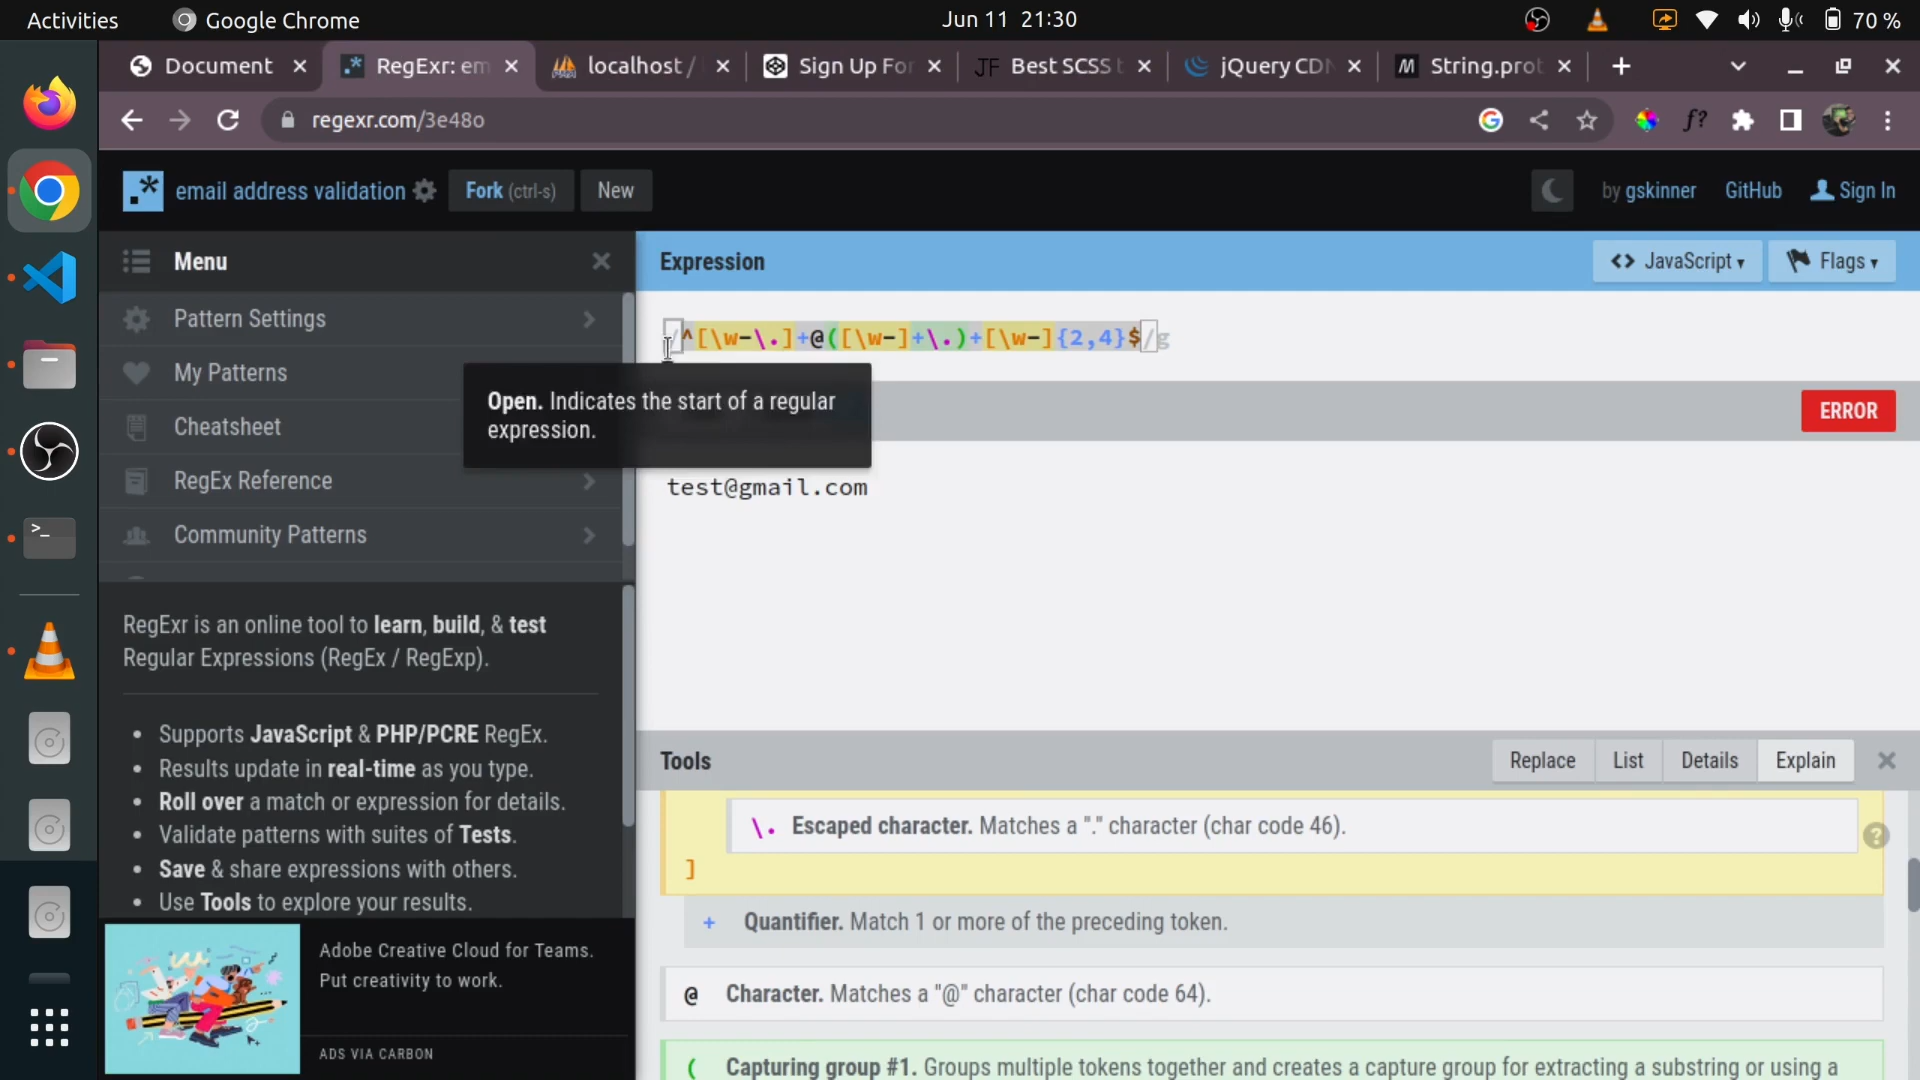 Activities
Google Chrome
Jun 11 21:30
70 %
Document
RegExr: em
localhost /
Sign Up For
JF
Best SCSS t
jQuery CDN
String.prot
regexr.com/3e48o
f?
.*
email address validation
Fork (ctrl-s)
New
by gskinner
GitHub
Sign In
Menu
Expression
<> JavaScript
Flags
Pattern Settings
/^[\w-\.]+@([\w-]+\.)+[\w-]{2,4}$/g
My Patterns
Open. Indicates the start of a regular
expression.
ERROR
Cheatsheet
RegEx Reference
test@gmail.com
Community Patterns
RegExr is an online tool to learn, build, & test
Regular Expressions (RegEx / RegExp).
• Supports JavaScript & PHP/PCRE RegEx.
• Results update in real-time as you type.
• Roll over a match or expression for details.
• Validate patterns with suites of Tests.
• Save & share expressions with others.
• Use Tools to explore your results.
Tools
Replace
List
Details
Explain
\. Escaped character. Matches a "." character (char code 46).
]
+ Quantifier. Match 1 or more of the preceding token.
@ Character. Matches a "@" character (char code 64).
( Capturing group #1. Groups multiple tokens together and creates a capture group for extracting a substring or using a
Adobe Creative Cloud for Teams.
Put creativity to work.
ADS VIA CARBON